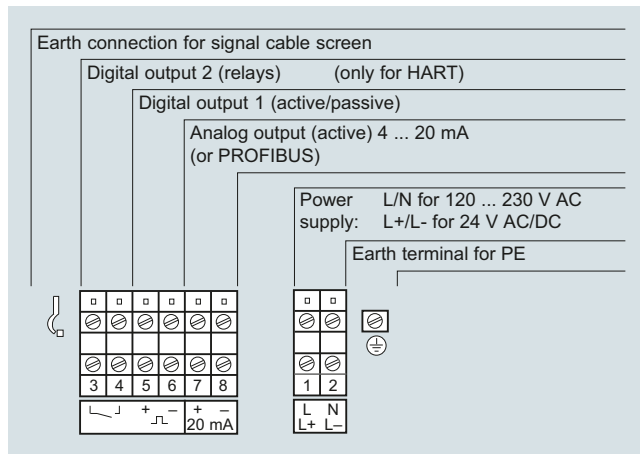 Earth connection for signal cable screen
Digital output 2 (relays) (only for HART)
Digital output 1 (active/passive)
Analog output (active) 4 ... 20 mA
(or PROFIBUS)
Power L/N for 120 ... 230 V AC
supply: L+/L- for 24 V AC/DC
Earth terminal for PE
3 4 5 6 7 8
1 2
+ – + –
20 mA
L N
L+ L–